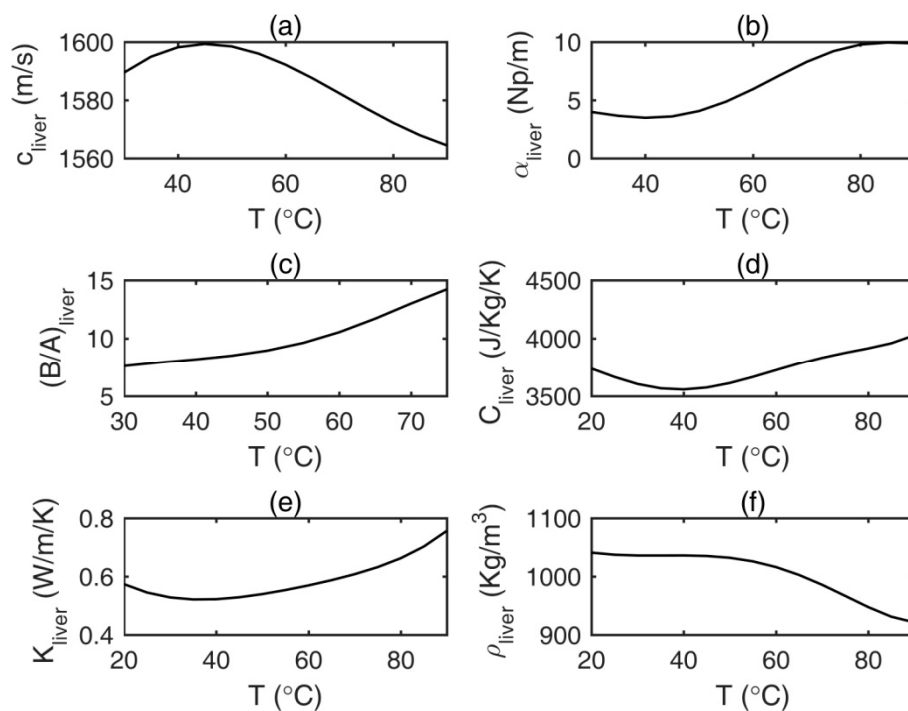 (a)
1600
1580
1560
c_liver (m/s)
40 60 80
T (°C)
(b)
10
5
0
α_liver (Np/m)
40 60 80
T (°C)
(c)
15
10
5
(B/A)_liver
30 40 50 60 70
T (°C)
(d)
4500
4000
3500
C_liver (J/Kg/K)
20 40 60 80
T (°C)
(e)
0.8
0.6
0.4
K_liver (W/m/K)
20 40 60 80
T (°C)
(f)
1100
1000
900
ρ_liver (Kg/m³)
20 40 60 80
T (°C)